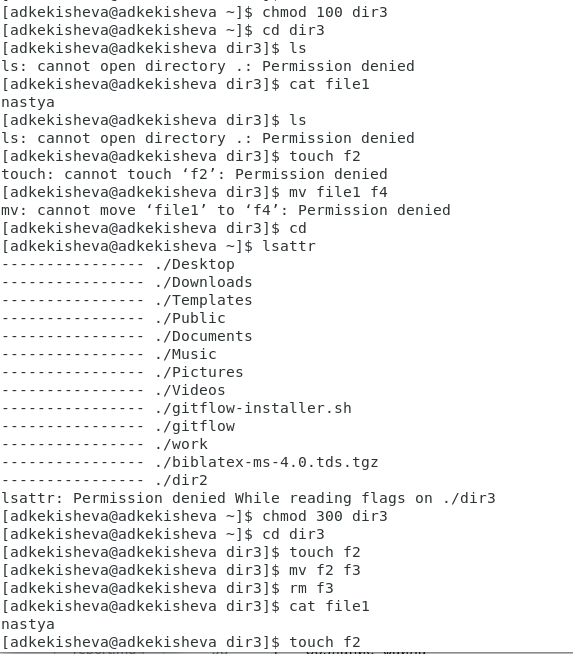 [adkekisheva@adkekisheva ~]$ chmod 100 dir3
[adkekisheva@adkekisheva ~]$ cd dir3
[adkekisheva@adkekisheva dir3]$ ls
ls: cannot open directory .: Permission denied
[adkekisheva@adkekisheva dir3]$ cat file1
nastya
[adkekisheva@adkekisheva dir3]$ ls
ls: cannot open directory .: Permission denied
[adkekisheva@adkekisheva dir3]$ touch f2
touch: cannot touch ‘f2’: Permission denied
[adkekisheva@adkekisheva dir3]$ mv file1 f4
mv: cannot move ‘file1’ to ‘f4’: Permission denied
[adkekisheva@adkekisheva dir3]$ cd
[adkekisheva@adkekisheva ~]$ lsattr
---------------- ./Desktop
---------------- ./Downloads
---------------- ./Templates
---------------- ./Public
---------------- ./Documents
---------------- ./Music
---------------- ./Pictures
---------------- ./Videos
---------------- ./gitflow-installer.sh
---------------- ./gitflow
---------------- ./work
---------------- ./biblatex-ms-4.0.tds.tgz
---------------- ./dir2
lsattr: Permission denied While reading flags on ./dir3
[adkekisheva@adkekisheva ~]$ chmod 300 dir3
[adkekisheva@adkekisheva ~]$ cd dir3
[adkekisheva@adkekisheva dir3]$ touch f2
[adkekisheva@adkekisheva dir3]$ mv f2 f3
[adkekisheva@adkekisheva dir3]$ rm f3
[adkekisheva@adkekisheva dir3]$ cat file1
nastya
[adkekisheva@adkekisheva dir3]$ touch f2